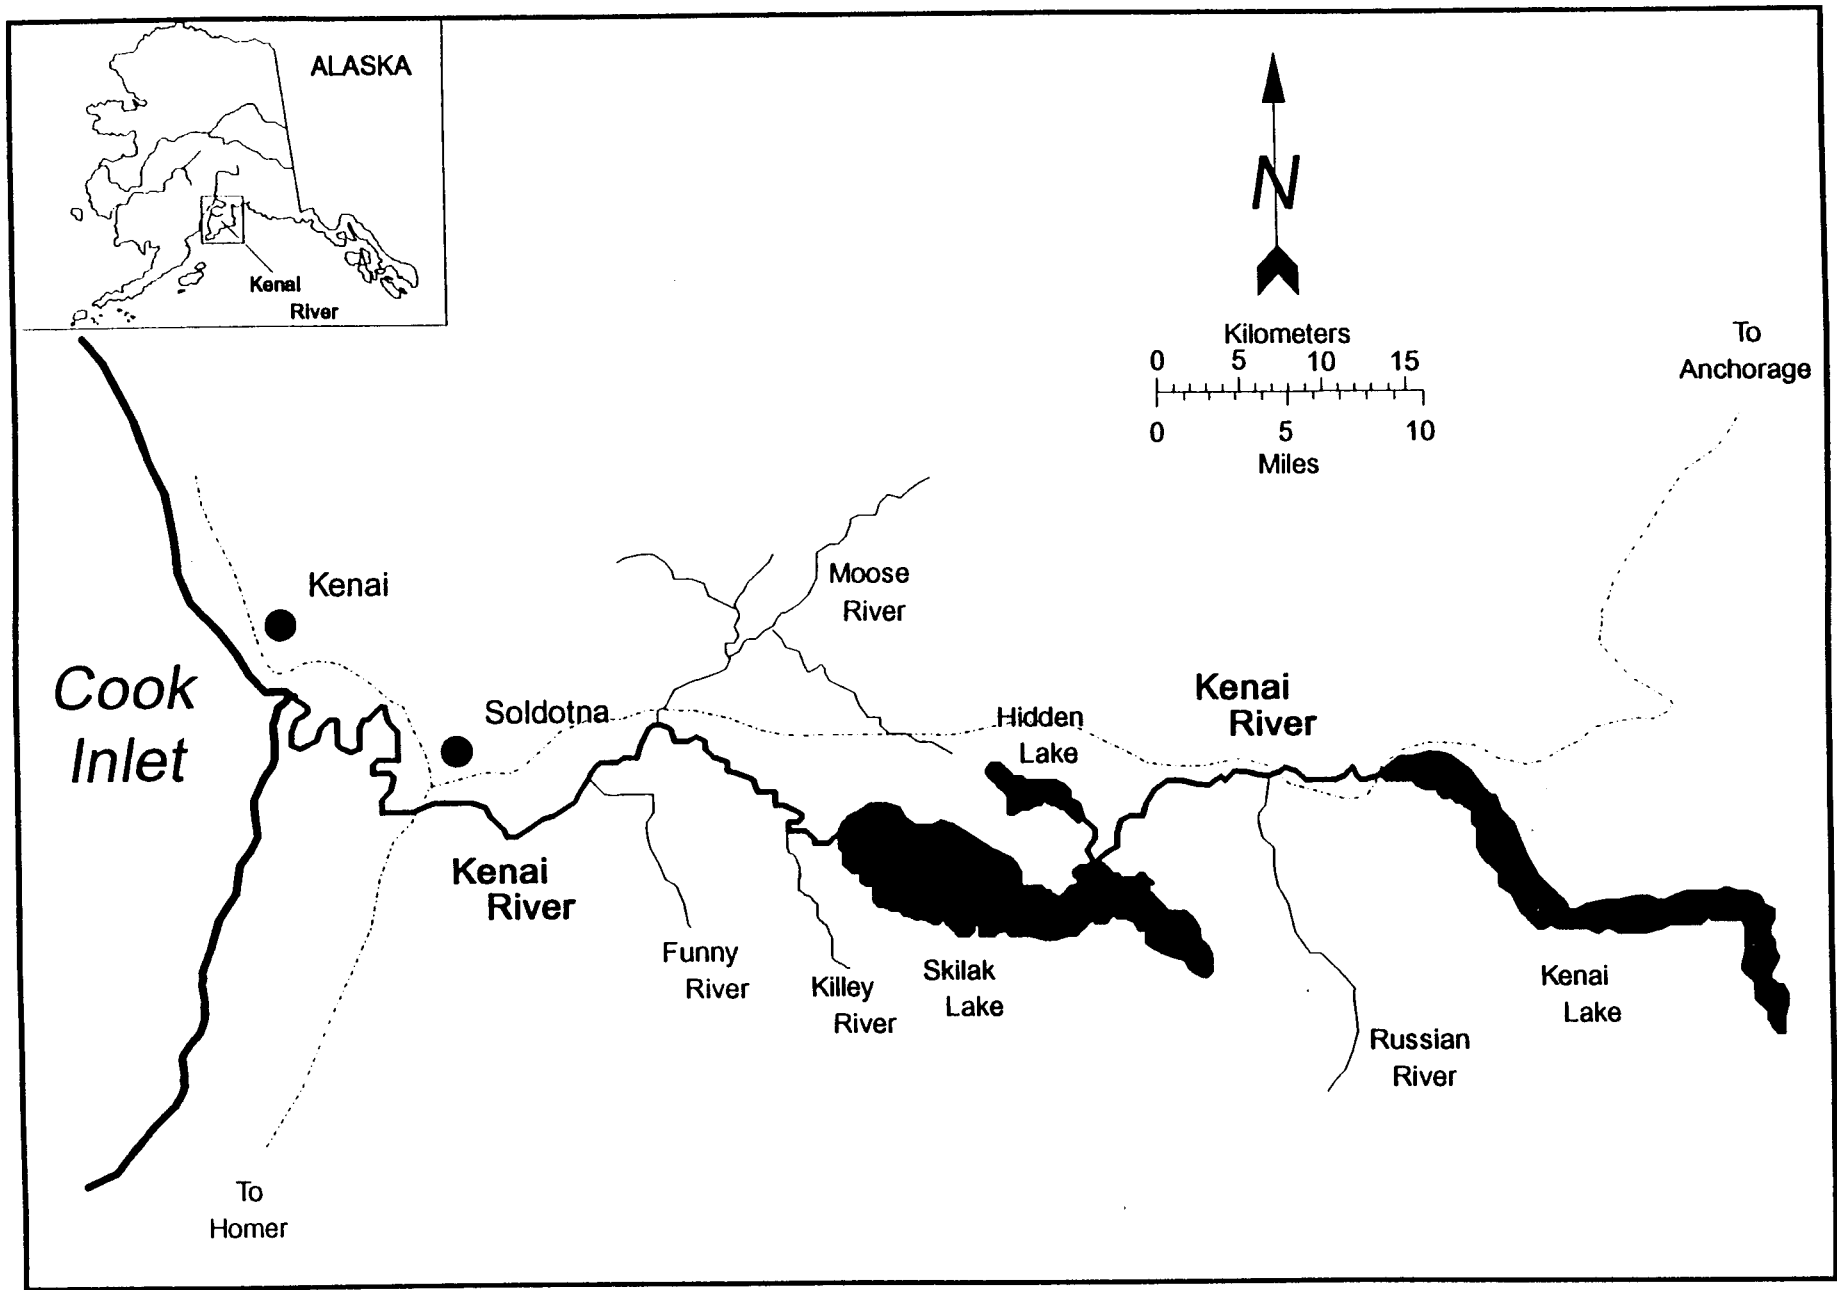 ALASKA
Kenai
River
N
Kilometers
0 5 10 15
0 5 10
Miles
To
Anchorage
Kenai
Moose
River
Cook
Inlet
Soldotna
Kenai
River
Hidden
Lake
Kenai
River
Funny
River
Killey
River
Skilak
Lake
Kenai
Lake
Russian
River
To
Homer